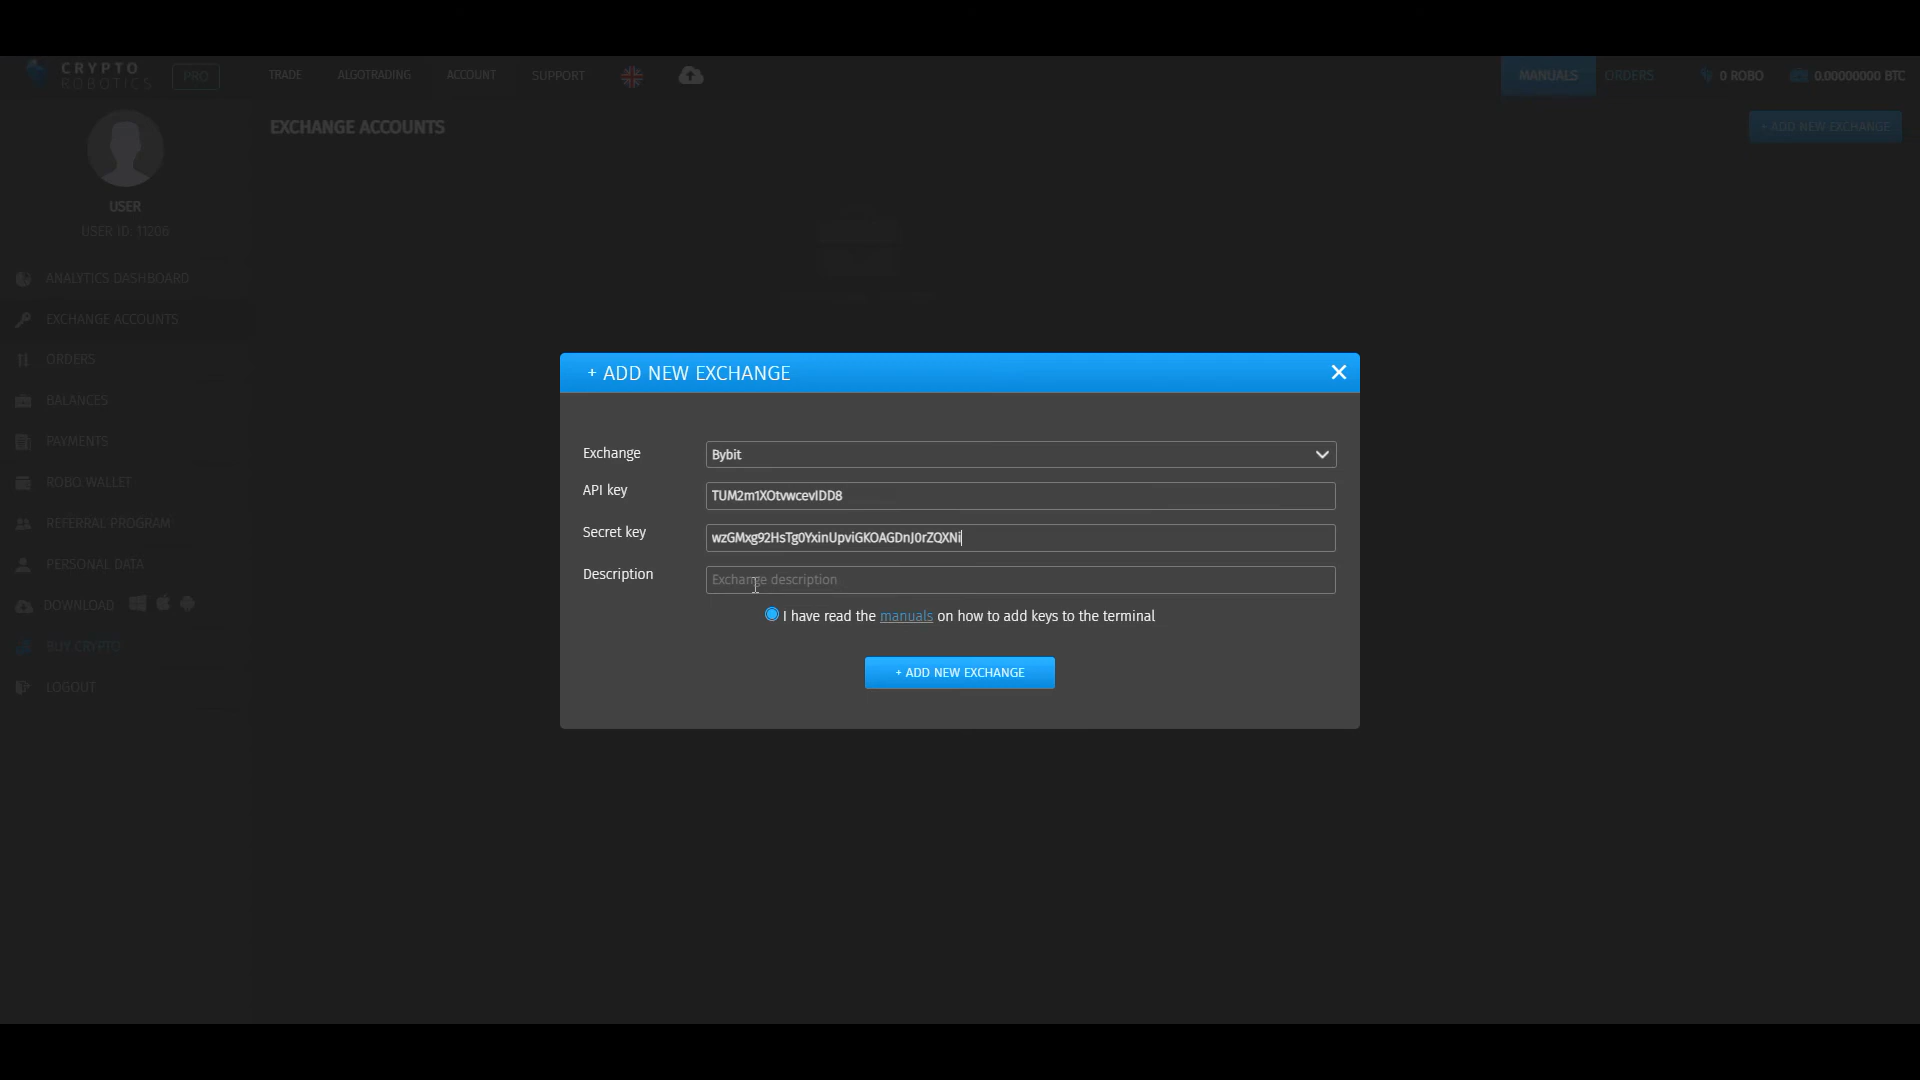 CRYPTO ROBOTICS PRO TRADE ALGOTRADING ACCOUNT SUPPORT MANUALS ORDERS 0 ROBO 0.00000000 BTC
EXCHANGE ACCOUNTS + ADD NEW EXCHANGE
USER
USER ID: 11206
ANALYTICS DASHBOARD
EXCHANGE ACCOUNTS
ORDERS
BALANCES
PAYMENTS
ROBO WALLET
REFERRAL PROGRAM
PERSONAL DATA
DOWNLOAD
BUY CRYPTO
LOGOUT
+ ADD NEW EXCHANGE
Exchange Bybit
API key TUM2m1XOtvwcevIDD8
Secret key wzGMxg92HsTg0YxinUpviGKOAGDnJ0rZQXNi
Description Exchange description
I have read the manuals on how to add keys to the terminal
+ ADD NEW EXCHANGE